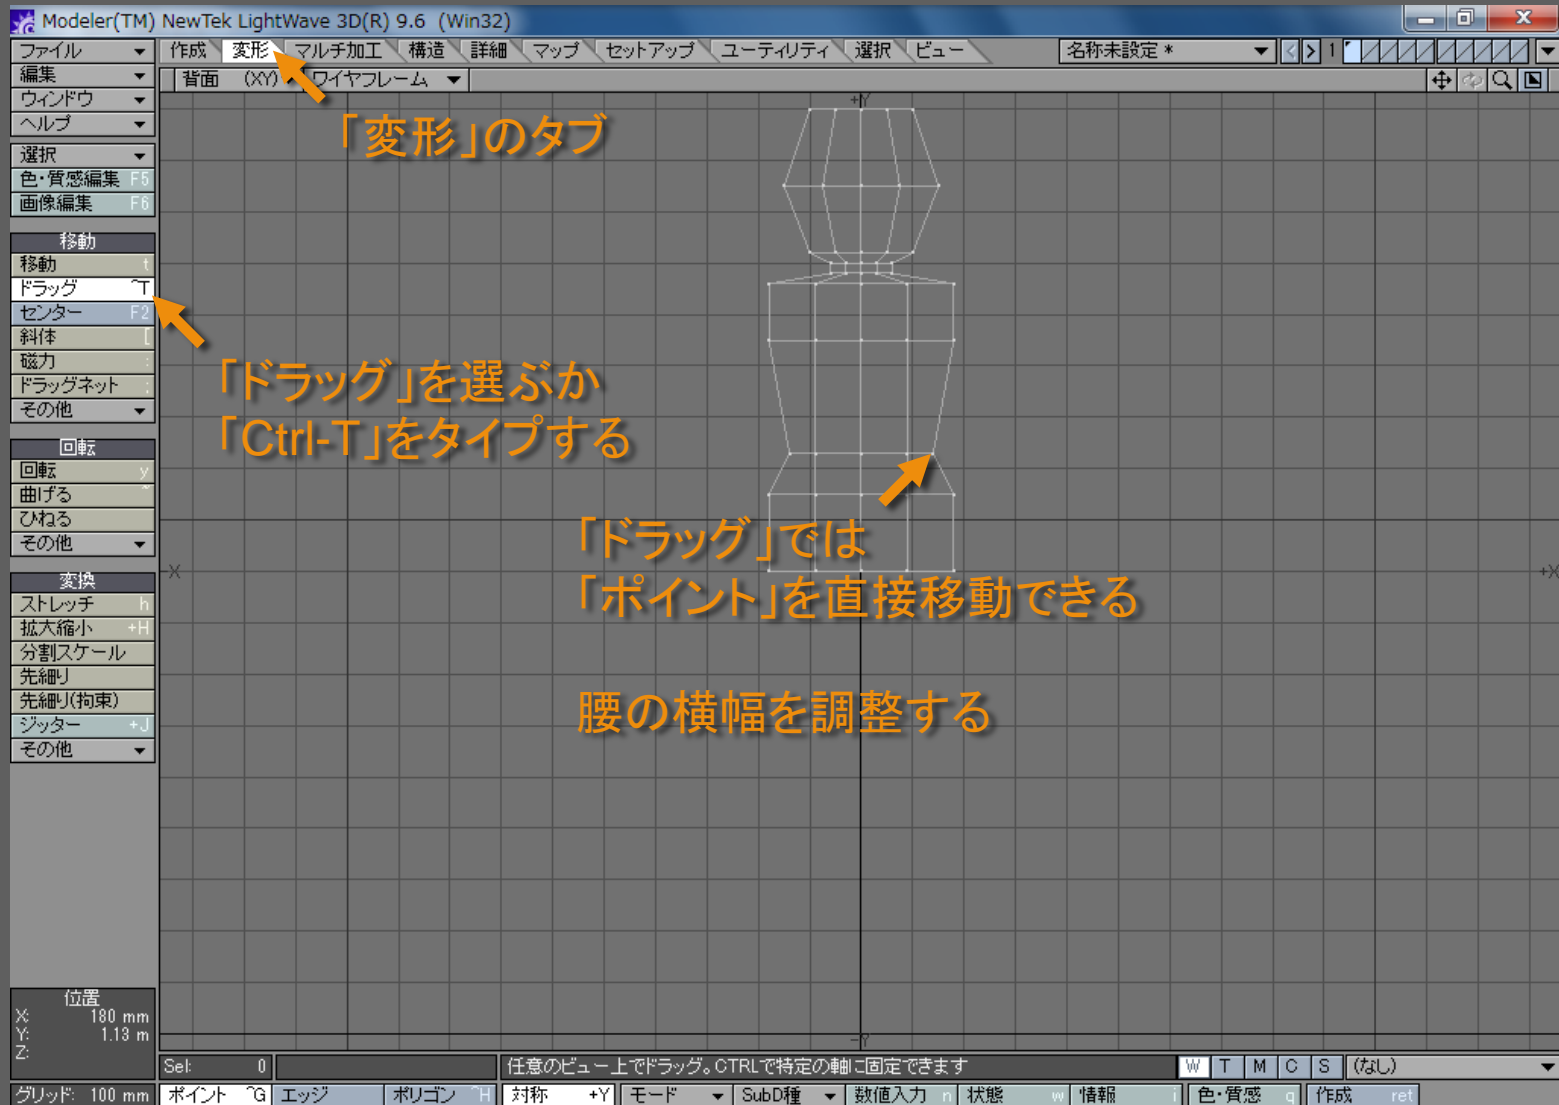 Modeler(TM) NewTek LightWave 3D(R) 9.6 (Win32)
ファイル
作成 変形 マルチ加工 構造 詳細 マップ セットアップ ユーティリティ 選択 ビュー 名称未設定 * 1
編集
背面 (XY) ワイヤフレーム
ウィンドウ
ヘルプ
選択
色・質感編集 F5
画像編集 F6
移動
移動 t
ドラッグ ^T
センター F2
斜体 [
磁力 :
ドラッグネット ;
その他
回転
回転 y
曲げる ~
ひねる
その他
変換
ストレッチ h
拡大縮小 +H
分割スケール
先細り
先細り(拘束)
ジッター +J
その他
+Y
「変形」のタブ
「ドラッグ」を選ぶか
「Ctrl-T」をタイプする
「ドラッグ」では
「ポイント」を直接移動できる
-X
+X
腰の横幅を調整する
-Y
位置
X: 180 mm
Y: 1.13 m
Z:
Sel: 0
任意のビュー上でドラッグ。CTRLで特定の軸に固定できます
W T M C S (なし)
グリッド: 100 mm
ポイント ^G エッジ ポリゴン ^H 対称 +Y モード SubD種 数値入力 n 状態 w 情報 i 色・質感 q 作成 ret